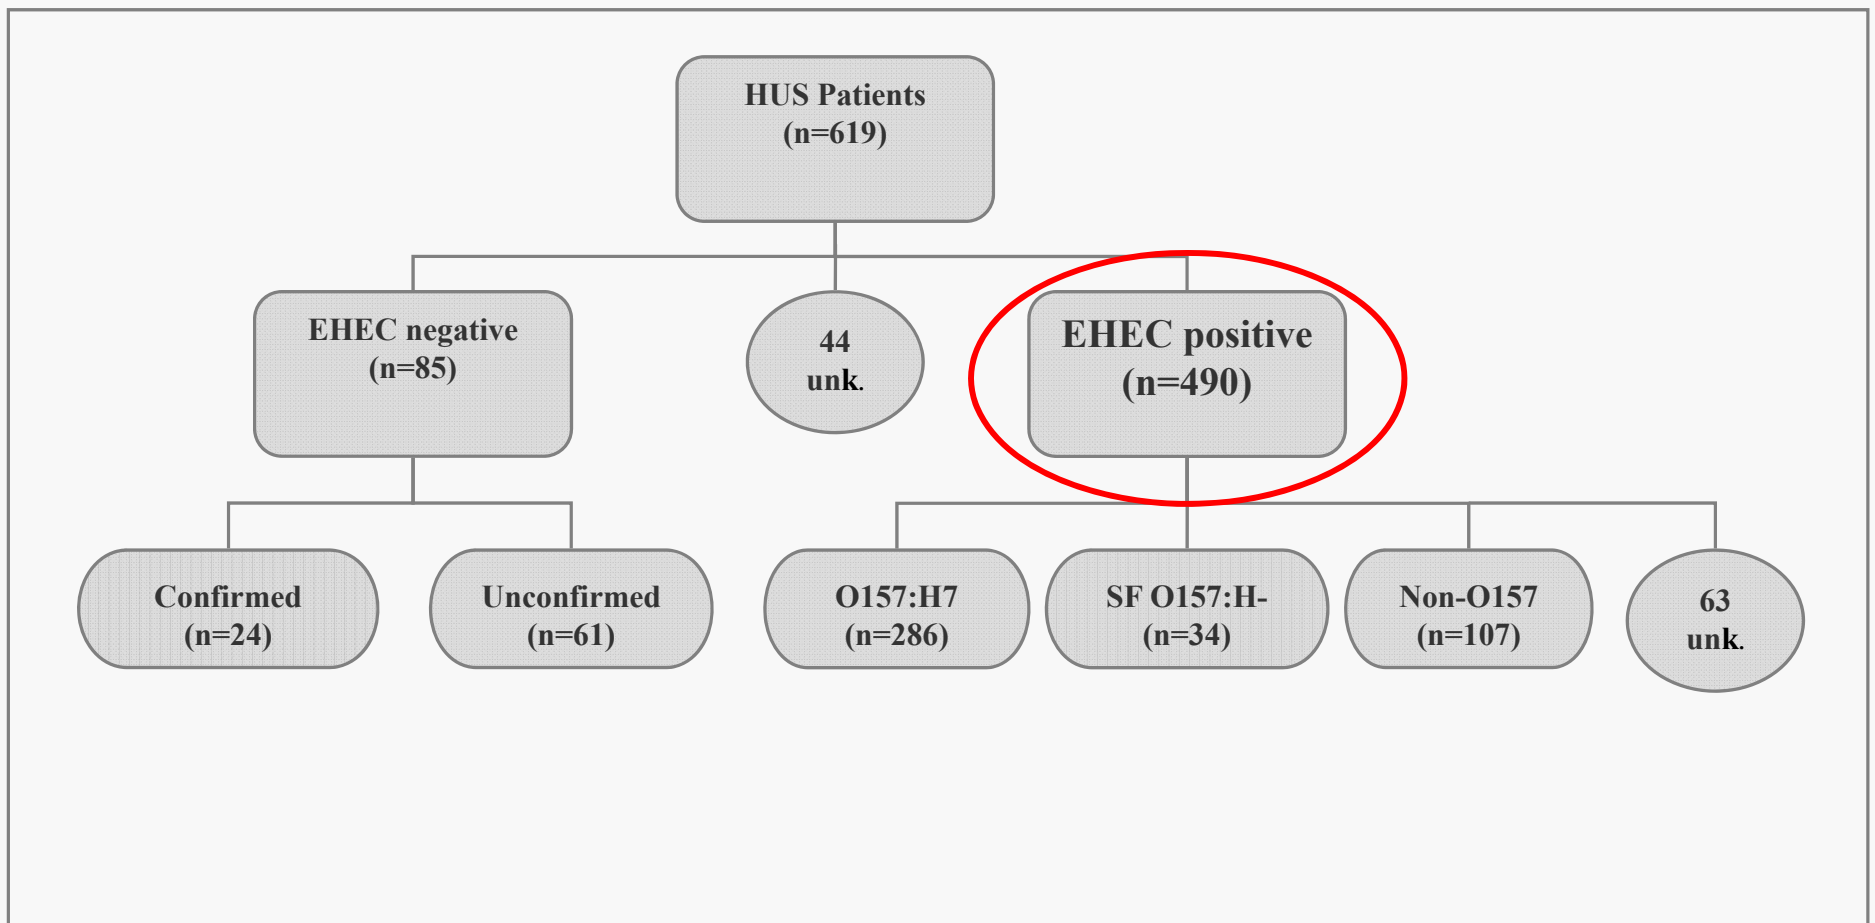 HUS Patients
(n=619)
EHEC negative
(n=85)
44
unk.
EHEC positive
(n=490)
Confirmed
(n=24)
Unconfirmed
(n=61)
O157:H7
(n=286)
SF O157:H-
(n=34)
Non-O157
(n=107)
63
unk.